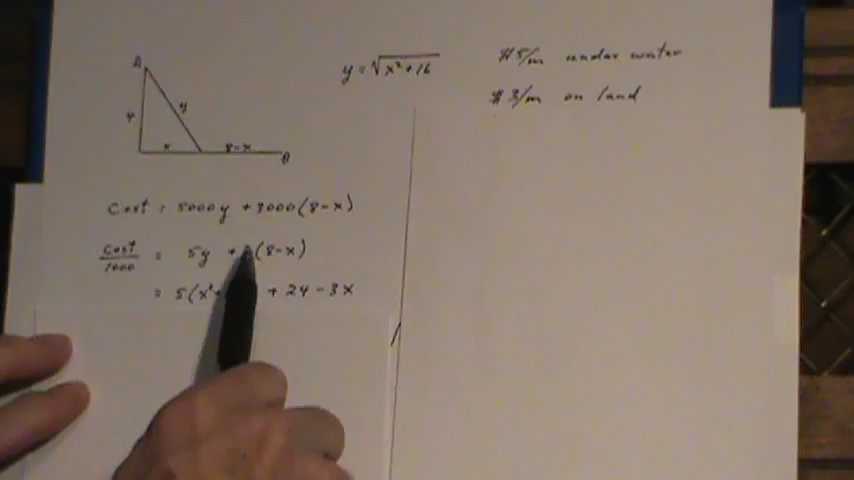 A
4
y
x
8-x
B
y = √x²+16
$5/m under water
$3/m on land
Cost = 5000y + 3000(8-x)
Cost/1000 = 5y + (8-x)
= 5(x²+ + 24 - 3x